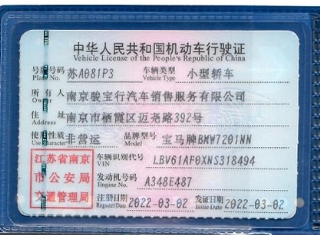 中华人民共和国机动车行驶证
Vehicle License of the People's Republic of China
号牌号码 苏A081P3 车辆类型 小型轿车
Plate No. Vehicle Type
所有人 南京骏宝行汽车销售服务有限公司
Owner
住址 南京市栖霞区迈尧路392号
Address
使用性质 非营运 品牌型号 宝马牌BMW7201NN
Model
江苏省南京市公安局交通管理局
车辆识别代号 LBV61AF0XNS318494
VIN
发动机号码 A348E487
Engine No.
注册日期 2022-03-02 发证日期 2022-03-02
Register Date Issue Date